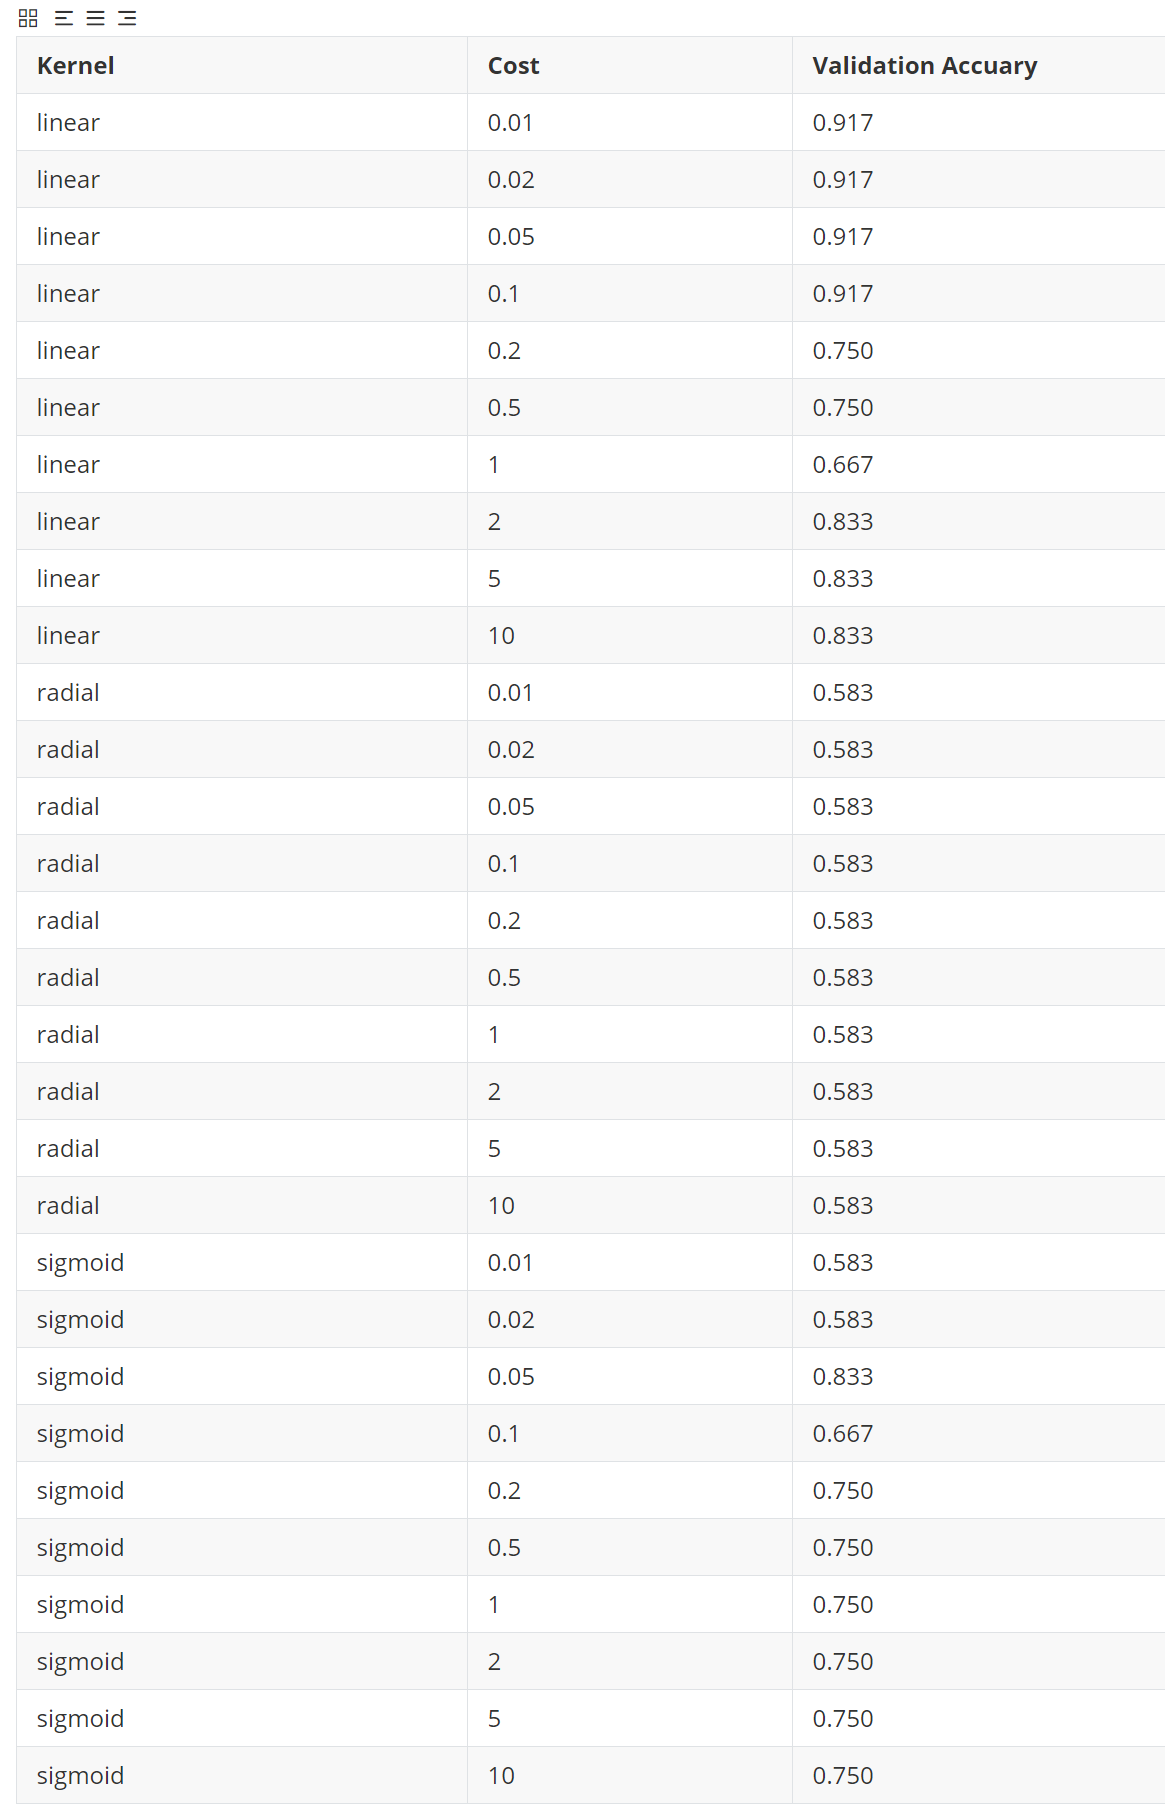 Kernel Cost Validation Accuary
linear 0.01 0.917
linear 0.02 0.917
linear 0.05 0.917
linear 0.1 0.917
linear 0.2 0.750
linear 0.5 0.750
linear 1 0.667
linear 2 0.833
linear 5 0.833
linear 10 0.833
radial 0.01 0.583
radial 0.02 0.583
radial 0.05 0.583
radial 0.1 0.583
radial 0.2 0.583
radial 0.5 0.583
radial 1 0.583
radial 2 0.583
radial 5 0.583
radial 10 0.583
sigmoid 0.01 0.583
sigmoid 0.02 0.583
sigmoid 0.05 0.833
sigmoid 0.1 0.667
sigmoid 0.2 0.750
sigmoid 0.5 0.750
sigmoid 1 0.750
sigmoid 2 0.750
sigmoid 5 0.750
sigmoid 10 0.750